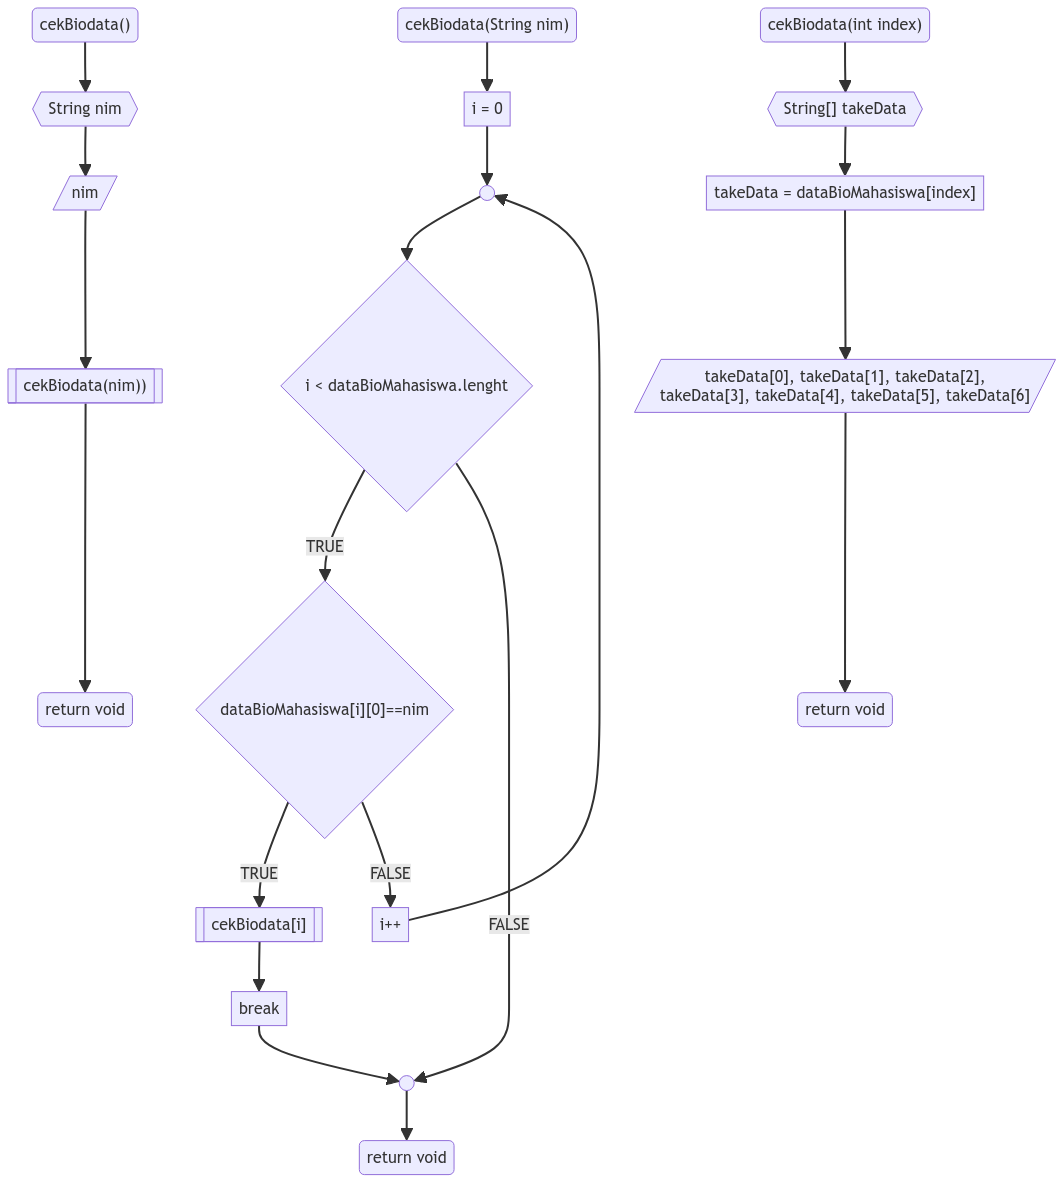 cekBiodata()
String nim
nim
cekBiodata(nim))
return void
cekBiodata(String nim)
i = 0
i < dataBioMahasiswa.lenght
TRUE
dataBioMahasiswa[i][0]==nim
TRUE
FALSE
cekBiodata[i]
i++
FALSE
break
return void
cekBiodata(int index)
String[] takeData
takeData = dataBioMahasiswa[index]
takeData[0], takeData[1], takeData[2],
takeData[3], takeData[4], takeData[5], takeData[6]
return void